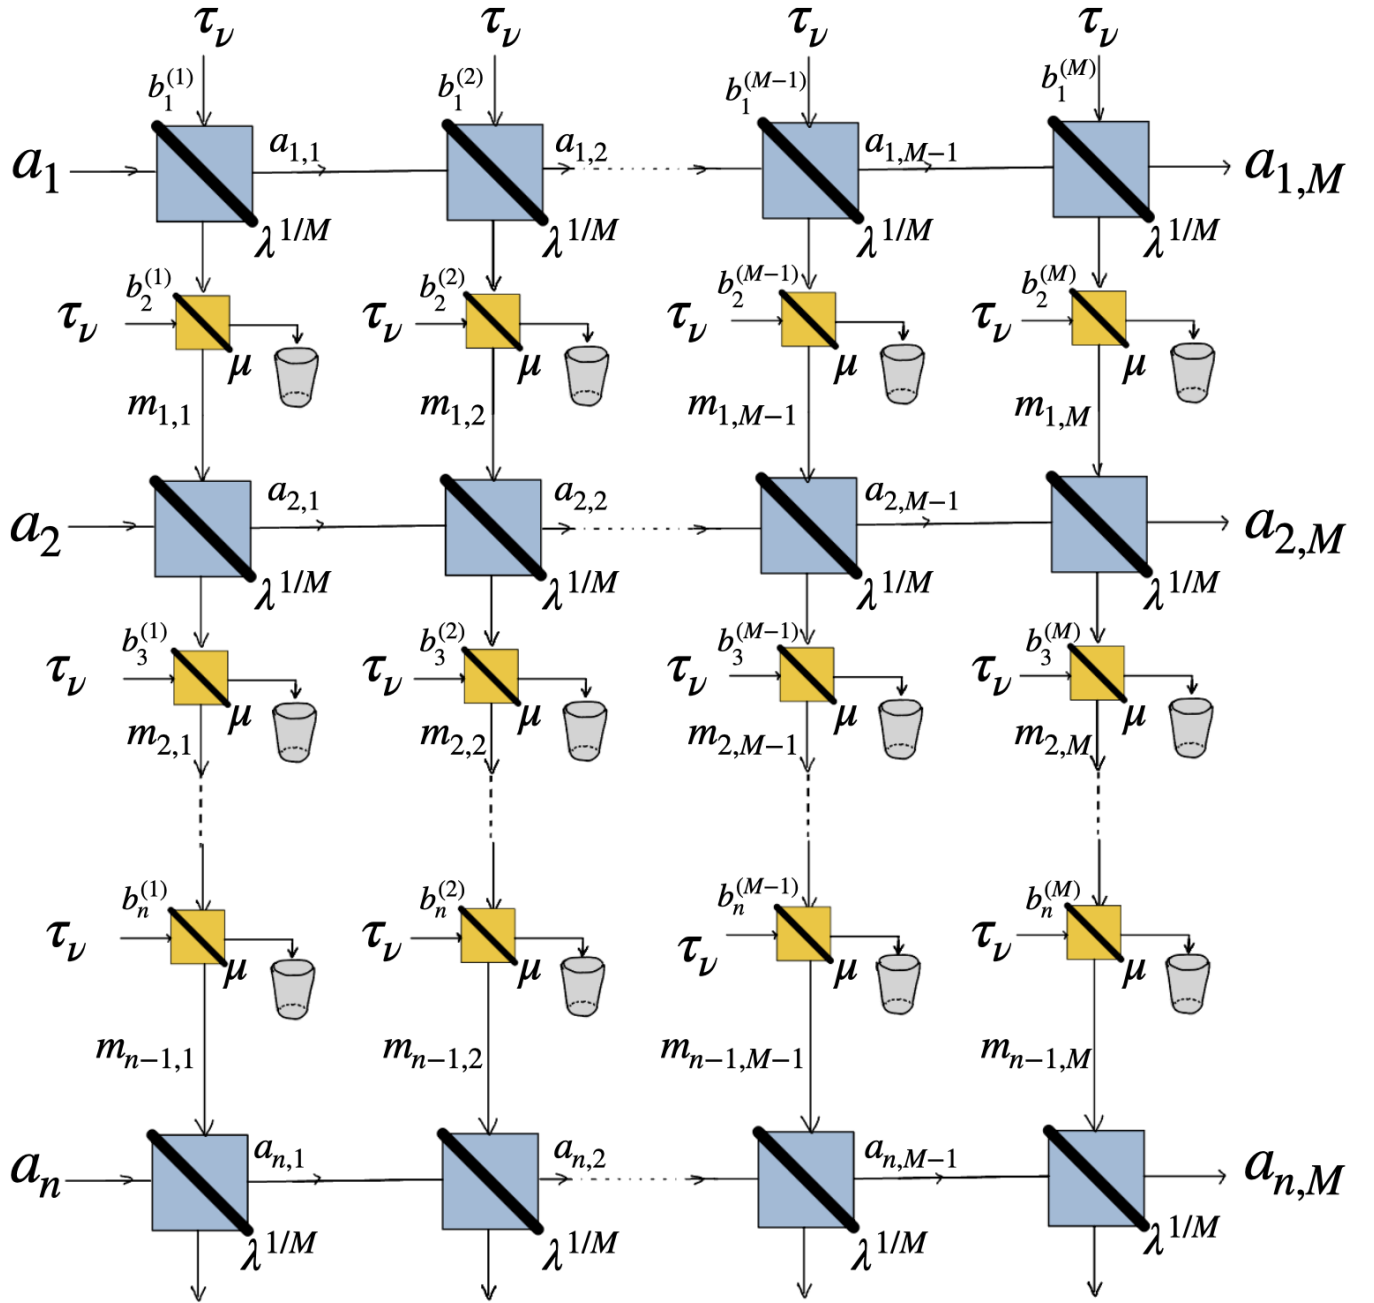 τ_ν τ_ν τ_ν τ_ν
b_1^{(1)} b_1^{(2)} b_1^{(M−1)} b_1^{(M)}
a_1 a_{1,1} a_{1,2} a_{1,M−1} a_{1,M}
λ^{1/M} λ^{1/M} λ^{1/M} λ^{1/M}
b_2^{(1)} b_2^{(2)} b_2^{(M−1)} b_2^{(M)}
τ_ν τ_ν τ_ν τ_ν
μ μ μ μ
m_{1,1} m_{1,2} m_{1,M−1} m_{1,M}
a_2 a_{2,1} a_{2,2} a_{2,M−1} a_{2,M}
λ^{1/M} λ^{1/M} λ^{1/M} λ^{1/M}
b_3^{(1)} b_3^{(2)} b_3^{(M−1)} b_3^{(M)}
τ_ν τ_ν τ_ν τ_ν
μ μ μ μ
m_{2,1} m_{2,2} m_{2,M−1} m_{2,M}
b_n^{(1)} b_n^{(2)} b_n^{(M−1)} b_n^{(M)}
τ_ν τ_ν τ_ν τ_ν
μ μ μ μ
m_{n−1,1} m_{n−1,2} m_{n−1,M−1} m_{n−1,M}
a_n a_{n,1} a_{n,2} a_{n,M−1} a_{n,M}
λ^{1/M} λ^{1/M} λ^{1/M} λ^{1/M}